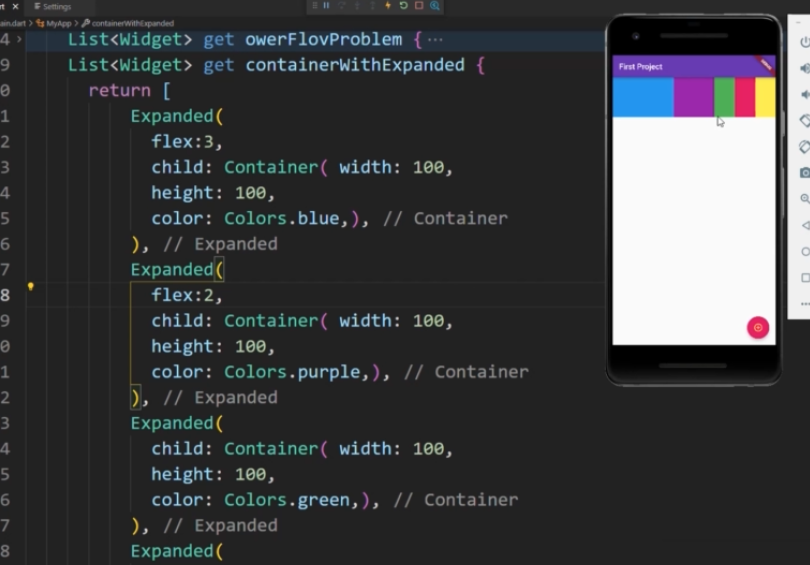 Settings
ain.dart > MyApp > containerWithExpanded
4 > List<Widget> get owerFlovProblem { ...
9 List<Widget> get containerWithExpanded {
0 return [
1 Expanded(
2 flex:3,
3 child: Container( width: 100,
4 height: 100,
5 color: Colors.blue,), // Container
6 ), // Expanded
7 Expanded(
8 flex:2,
9 child: Container( width: 100,
0 height: 100,
1 color: Colors.purple,), // Container
2 ), // Expanded
3 Expanded(
4 child: Container( width: 100,
5 height: 100,
6 color: Colors.green,), // Container
7 ), // Expanded
8 Expanded(
First Project